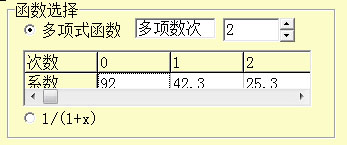 函数选择
多项式函数 多项数次 2
次数 0 1 2
系数 92 42.3 25.3
1/(1+x)